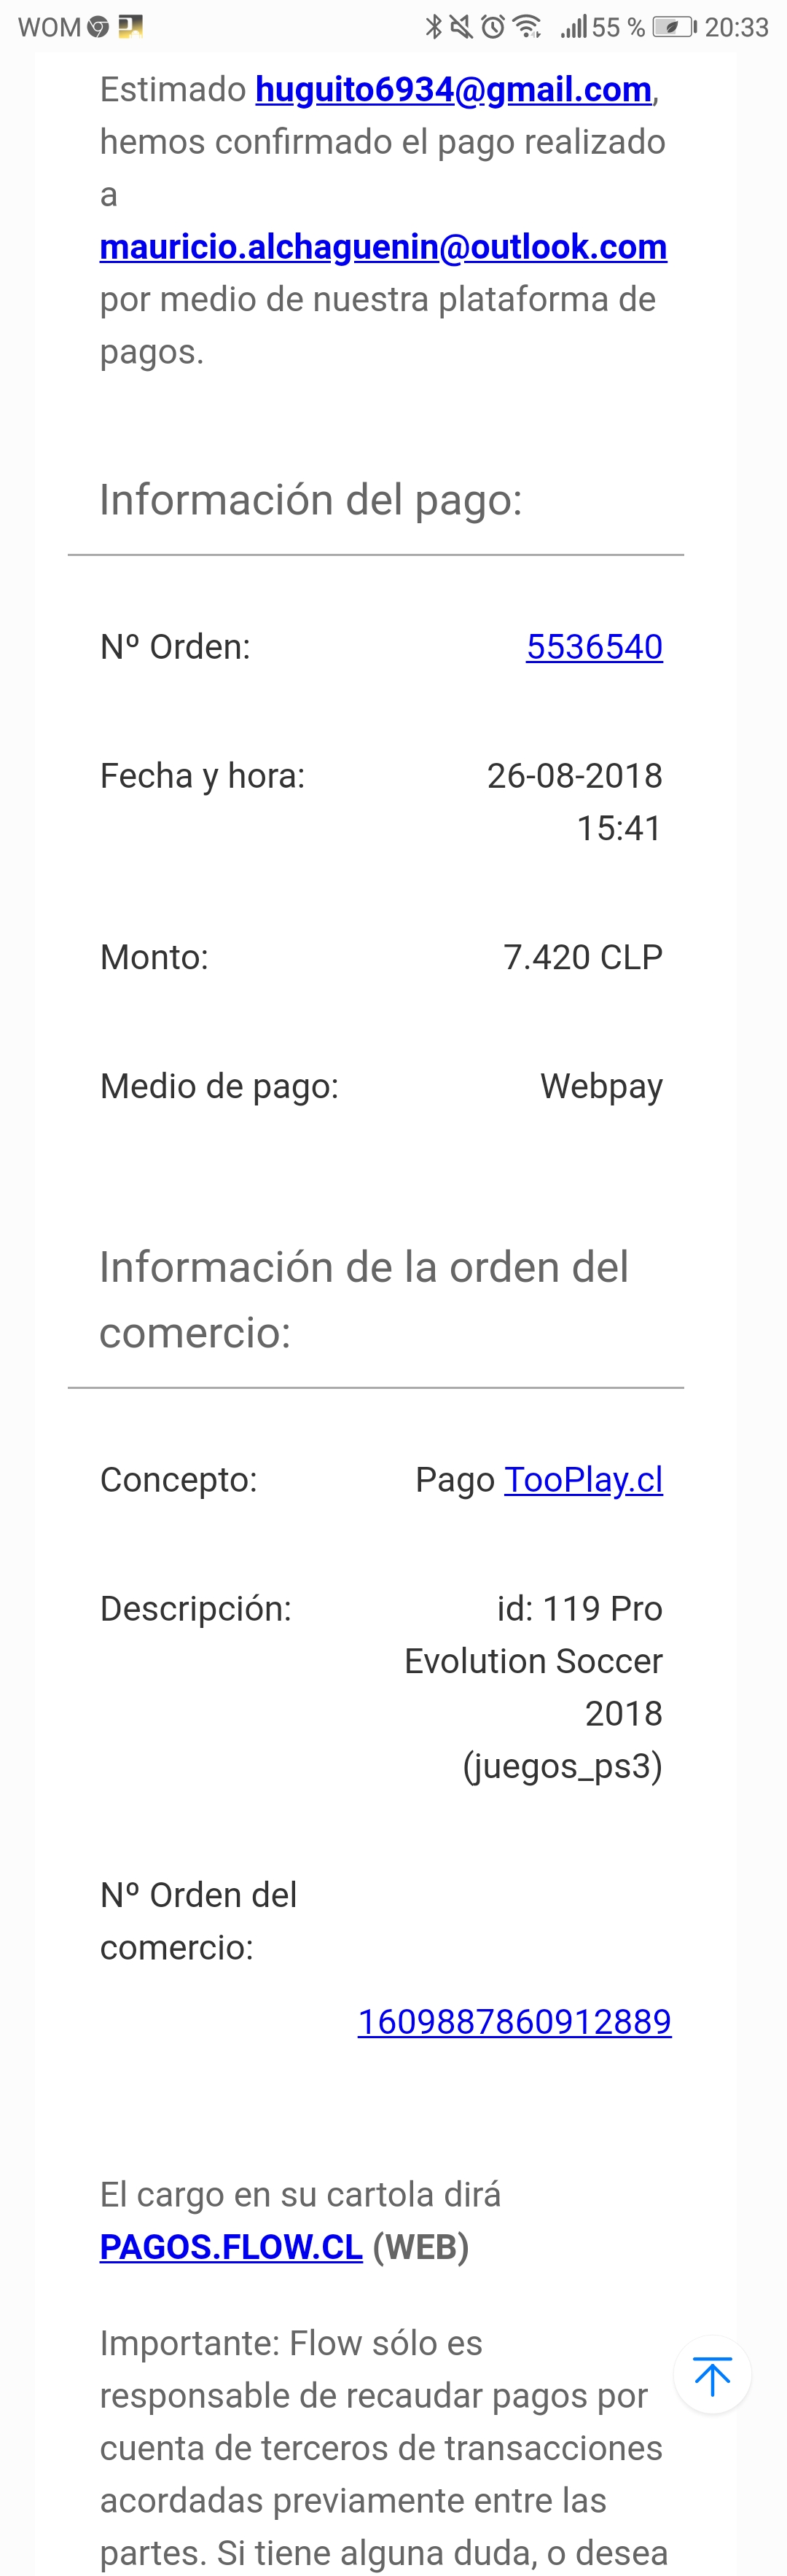 WOM 55 % 20:33
Estimado huguito6934@gmail.com,
hemos confirmado el pago realizado
a
mauricio.alchaguenin@outlook.com
por medio de nuestra plataforma de
pagos.
Información del pago:
Nº Orden: 5536540
Fecha y hora: 26-08-2018
15:41
Monto: 7.420 CLP
Medio de pago: Webpay
Información de la orden del
comercio:
Concepto: Pago TooPlay.cl
Descripción: id: 119 Pro
Evolution Soccer
2018
(juegos_ps3)
Nº Orden del
comercio:
1609887860912889
El cargo en su cartola dirá
PAGOS.FLOW.CL (WEB)
Importante: Flow sólo es
responsable de recaudar pagos por
cuenta de terceros de transacciones
acordadas previamente entre las
partes. Si tiene alguna duda, o desea